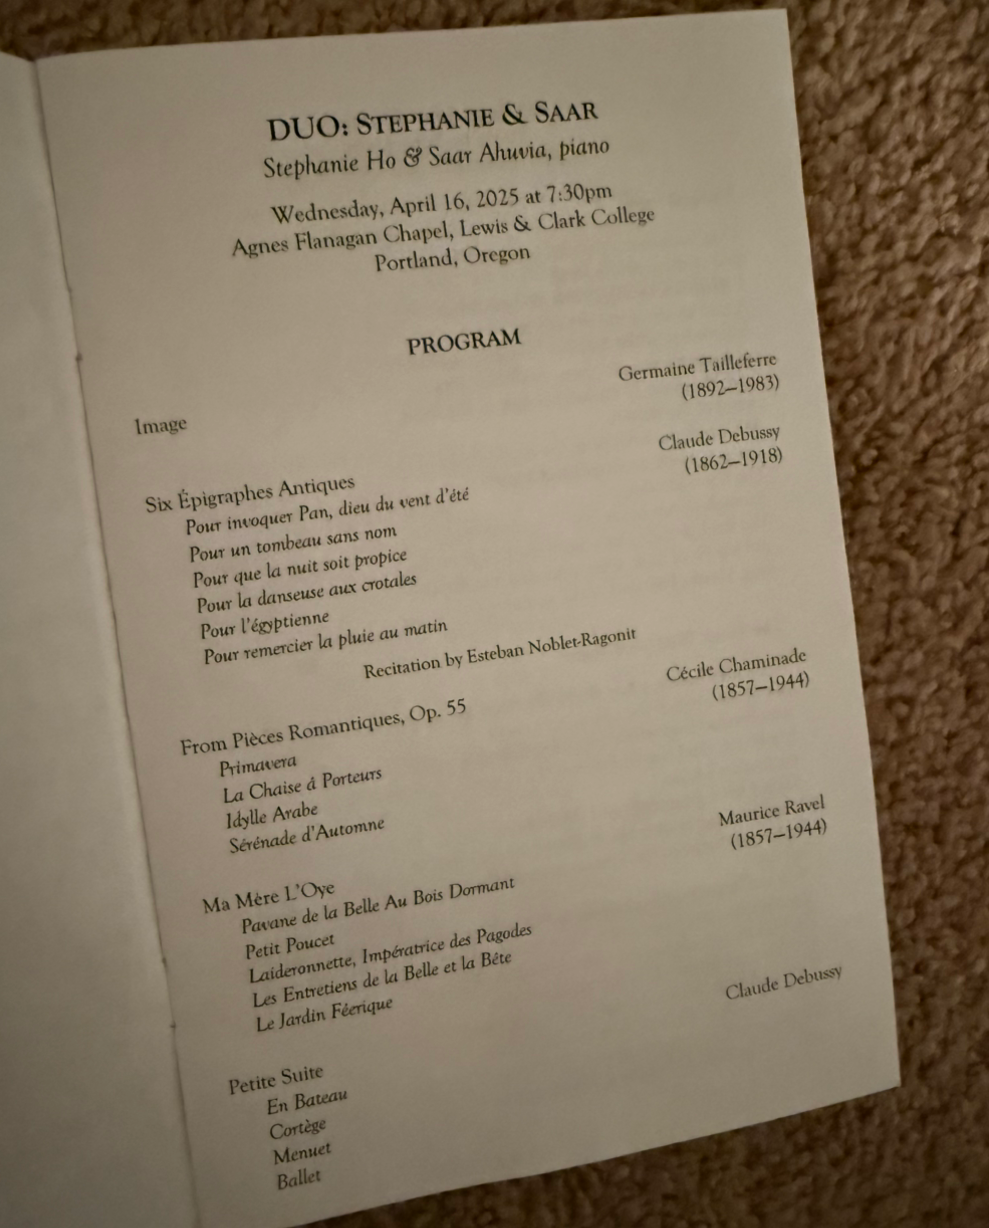 DUO: STEPHANIE & SAAR
Stephanie Ho & Saar Ahuvia, piano
Wednesday, April 16, 2025 at 7:30pm
Agnes Flanagan Chapel, Lewis & Clark College
Portland, Oregon
PROGRAM
Image
Germaine Tailleferre
(1892–1983)
Six Épigraphes Antiques
Claude Debussy
(1862–1918)
Pour invoquer Pan, dieu du vent d'été
Pour un tombeau sans nom
Pour que la nuit soit propice
Pour la danseuse aux crotales
Pour l'égyptienne
Pour remercier la pluie au matin
Recitation by Esteban Noblet-Ragonit
From Pièces Romantiques, Op. 55
Cécile Chaminade
(1857–1944)
Primavera
La Chaise á Porteurs
Idylle Arabe
Sérénade d'Automne
Ma Mère L'Oye
Maurice Ravel
(1857–1944)
Pavane de la Belle Au Bois Dormant
Petit Poucet
Laideronnette, Impératrice des Pagodes
Les Entretiens de la Belle et la Béte
Le Jardin Féerique
Petite Suite
Claude Debussy
En Bateau
Cortège
Menuet
Ballet